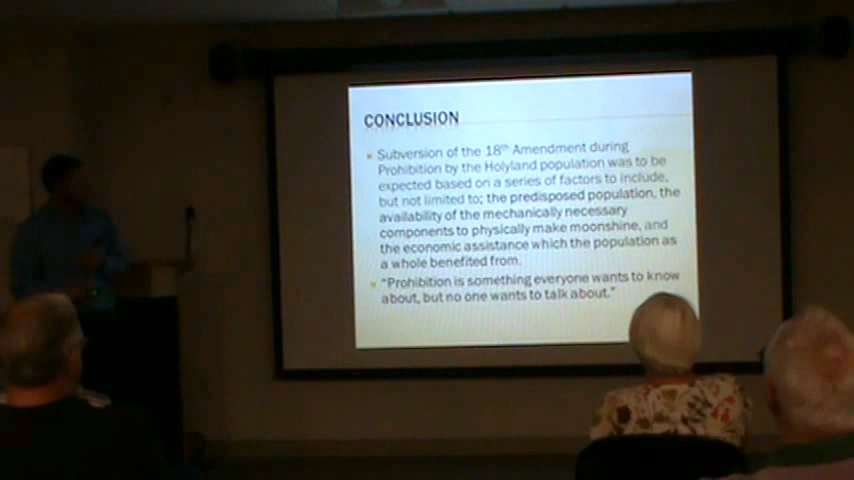 CONCLUSION
Subversion of the 18th Amendment during
Prohibition by the Holyland population was to be
expected based on a series of factors to include,
but not limited to; the predisposed population, the
availability of the mechanically necessary
components to physically make moonshine, and
the economic assistance which the population as
a whole benefited from.
“Prohibition is something everyone wants to know
about, but no one wants to talk about.”